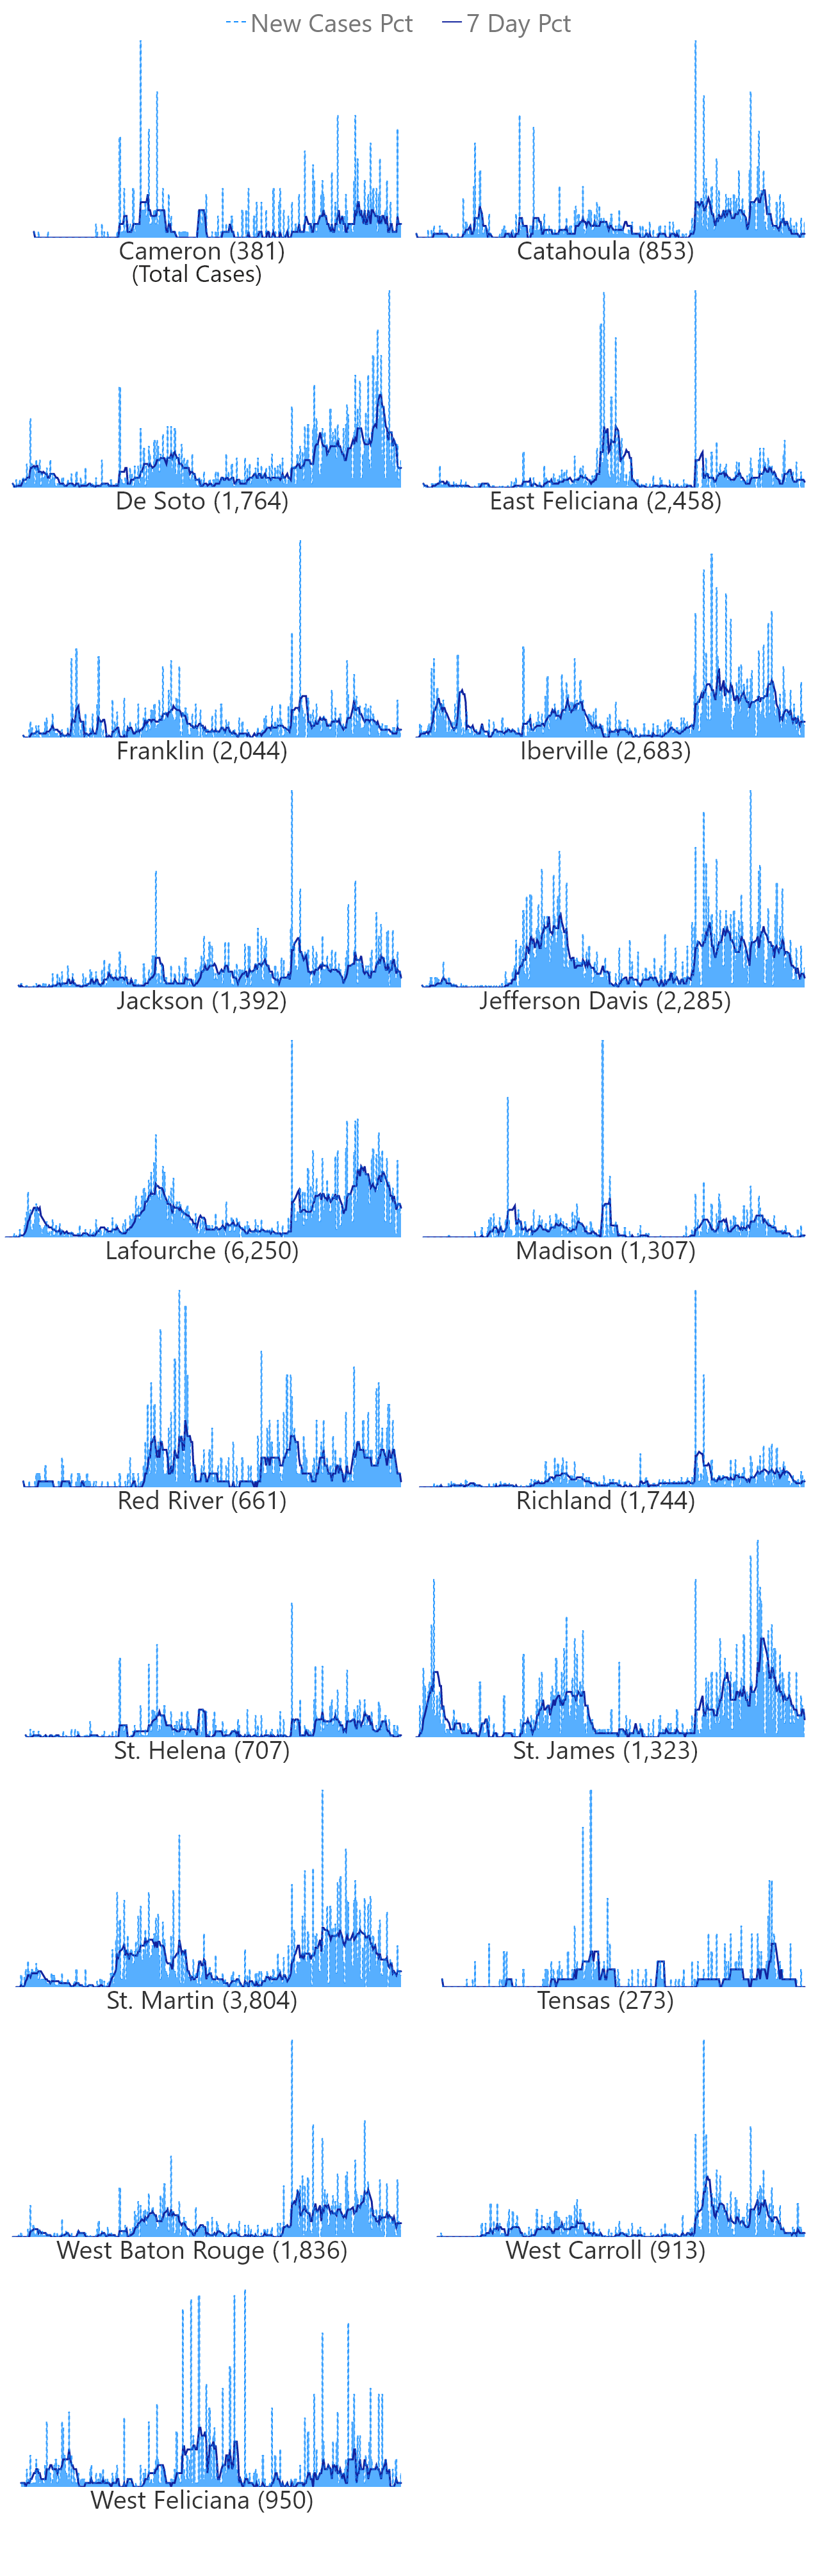 New Cases Pct 7 Day Pct
Cameron (381) Catahoula (853)
(Total Cases)
De Soto (1,764) East Feliciana (2,458)
Franklin (2,044) Iberville (2,683)
Jackson (1,392) Jefferson Davis (2,285)
Lafourche (6,250) Madison (1,307)
Red River (661) Richland (1,744)
St. Helena (707) St. James (1,323)
St. Martin (3,804) Tensas (273)
West Baton Rouge (1,836) West Carroll (913)
West Feliciana (950)